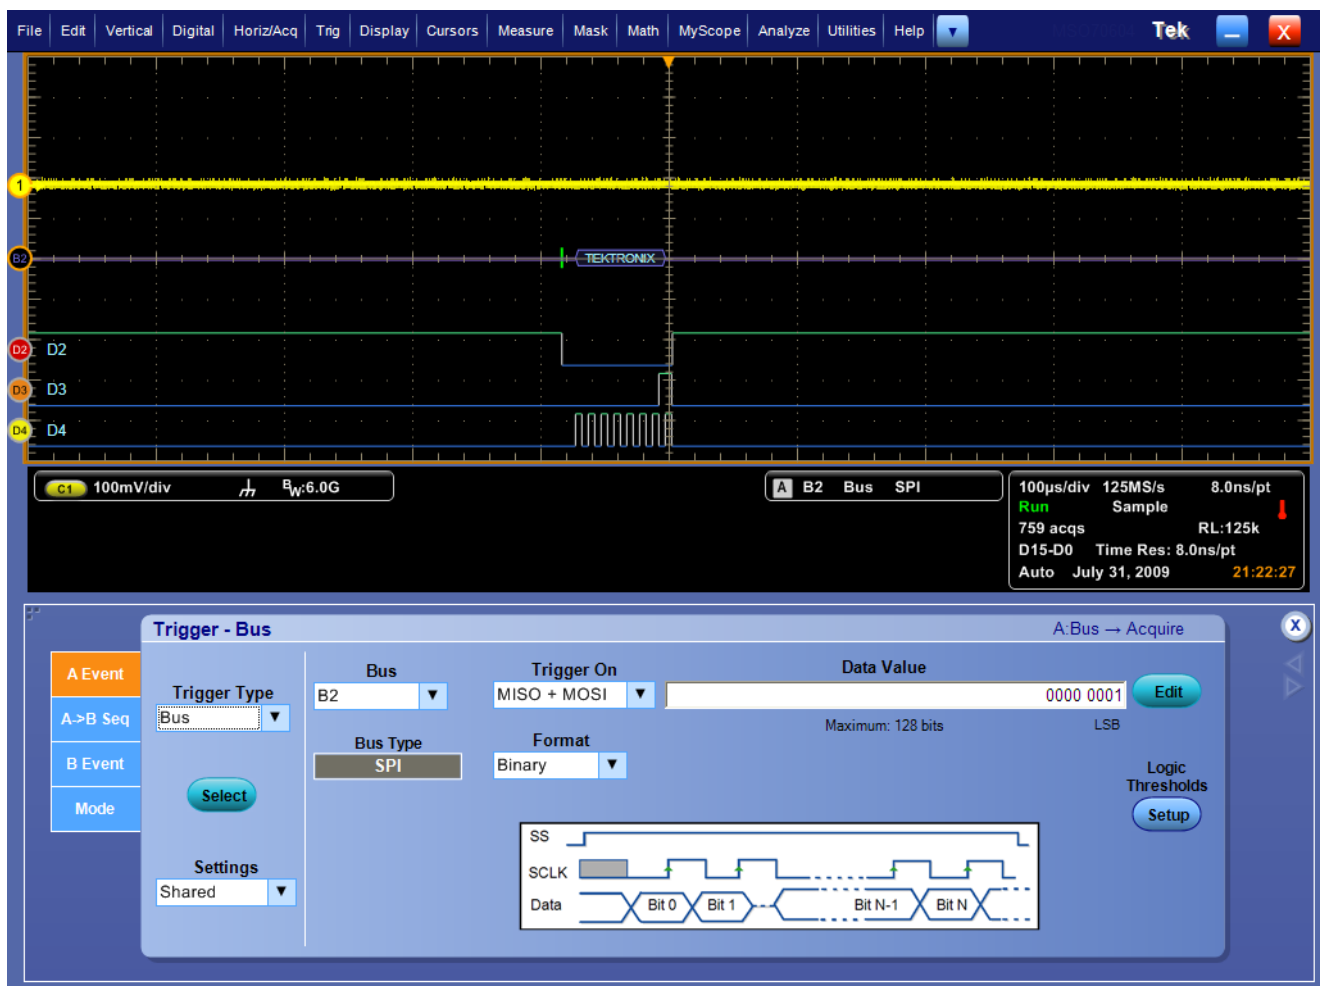 File Edit Vertical Digital Horiz/Acq Trig Display Cursors Measure Mask Math MyScope Analyze Utilities Help Tek X
1
B2 TEKTRONIX
D2 D2
D3 D3
D4 D4
C1 100mV/div BW:6.0G
A B2 Bus SPI
100µs/div 125MS/s 8.0ns/pt
Run Sample
759 acqs RL:125k
D15-D0 Time Res: 8.0ns/pt
Auto July 31, 2009 21:22:27
Trigger - Bus A:Bus → Acquire X
A Event
A->B Seq
B Event
Mode
Trigger Type
Bus
Select
Settings
Shared
Bus
B2
Bus Type
SPI
Trigger On
MISO + MOSI
Format
Binary
Data Value
0000 0001
Edit
Maximum: 128 bits LSB
Logic
Thresholds
Setup
SS
SCLK
Data Bit 0 Bit 1 Bit N-1 Bit N